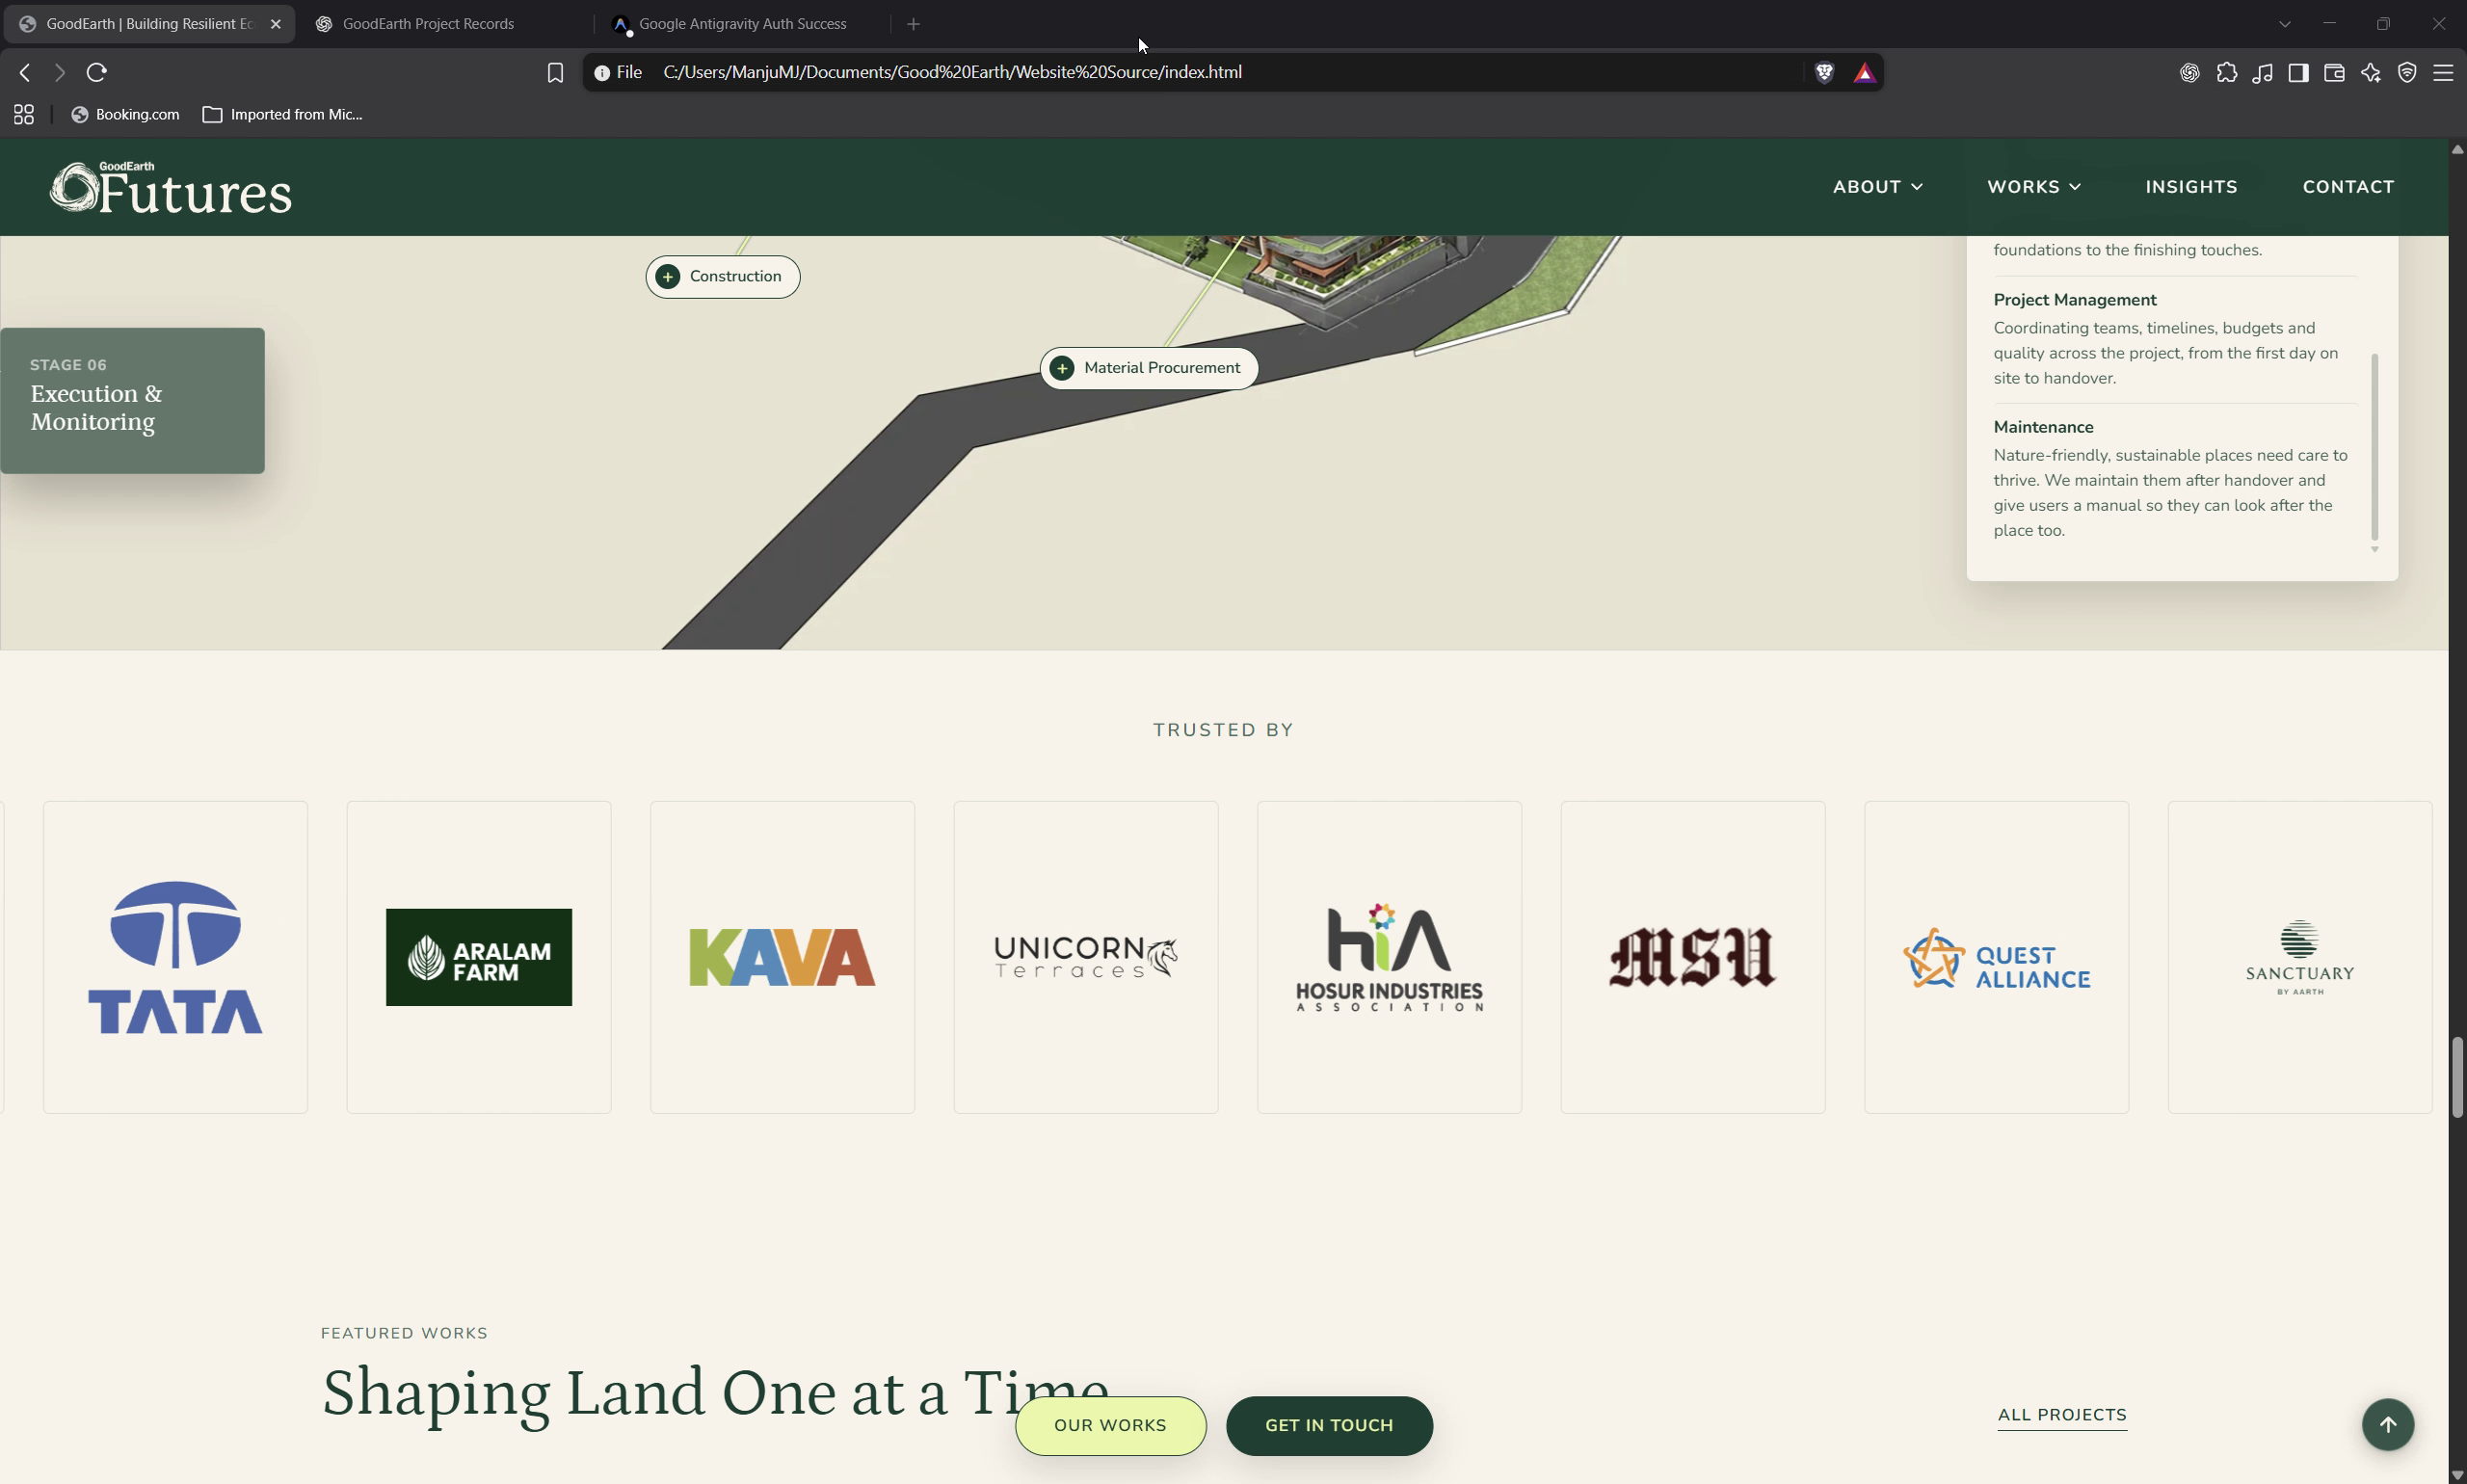 GoodEarth | Building Resilient Ec
GoodEarth Project Records
Google Antigravity Auth Success
File C:/Users/ManjuMJ/Documents/Good%20Earth/Website%20Source/index.html
Booking.com
Imported from Mic...
GoodEarth
Futures
ABOUT
WORKS
INSIGHTS
CONTACT
Construction
Material Procurement
STAGE 06
Execution &
Monitoring
foundations to the finishing touches.
Project Management
Coordinating teams, timelines, budgets and
quality across the project, from the first day on
site to handover.
Maintenance
Nature-friendly, sustainable places need care to
thrive. We maintain them after handover and
give users a manual so they can look after the
place too.
TRUSTED BY
TATA
ARALAM
FARM
KAVA
UNICORN
Terraces
hiA
HOSUR INDUSTRIES
ASSOCIATION
MSU
QUEST
ALLIANCE
SANCTUARY
BY AARTH
FEATURED WORKS
Shaping Land One at a Time
OUR WORKS
GET IN TOUCH
ALL PROJECTS